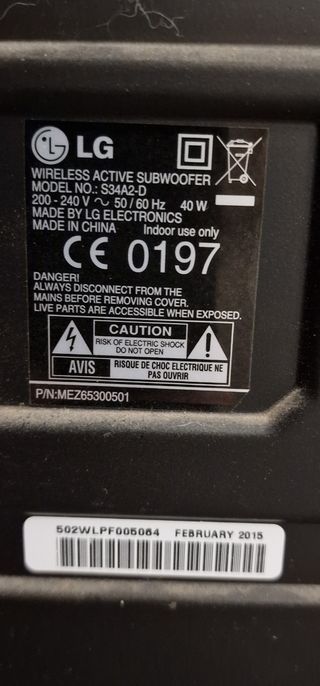 LG
WIRELESS ACTIVE SUBWOOFER
MODEL NO.: S34A2-D
200 - 240 V ~ 50 / 60 Hz 40 W
MADE BY LG ELECTRONICS
MADE IN CHINA Indoor use only
CE 0197
DANGER!
ALWAYS DISCONNECT FROM THE
MAINS BEFORE REMOVING COVER.
LIVE PARTS ARE ACCESSIBLE WHEN EXPOSED.
CAUTION
RISK OF ELECTRIC SHOCK
DO NOT OPEN
AVIS
RISQUE DE CHOC ELECTRIQUE NE
PAS OUVRIR
P/N:MEZ65300501
502WLPF005064 FEBRUARY 2015